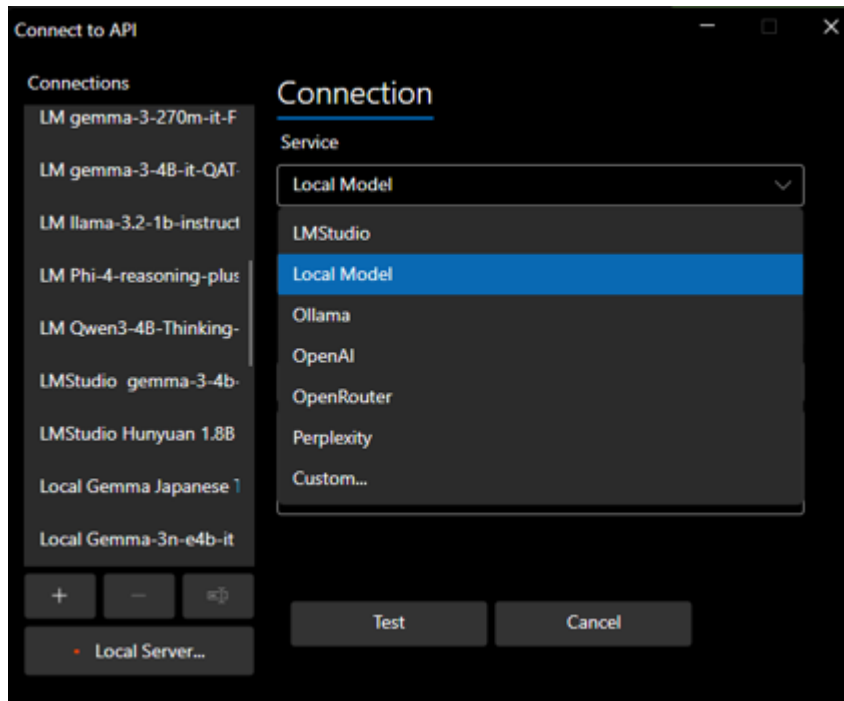 Connect to API
Connections
LM gemma-3-270m-it-F
LM gemma-3-4B-it-QAT-
LM llama-3.2-1b-instruct
LM Phi-4-reasoning-plus
LM Qwen3-4B-Thinking-
LMStudio gemma-3-4b-
LMStudio Hunyuan 1.8B
Local Gemma Japanese
Local Gemma-3n-e4b-it
Local Server...
Connection
Service
Local Model
LMStudio
Local Model
Ollama
OpenAI
OpenRouter
Perplexity
Custom...
Test
Cancel